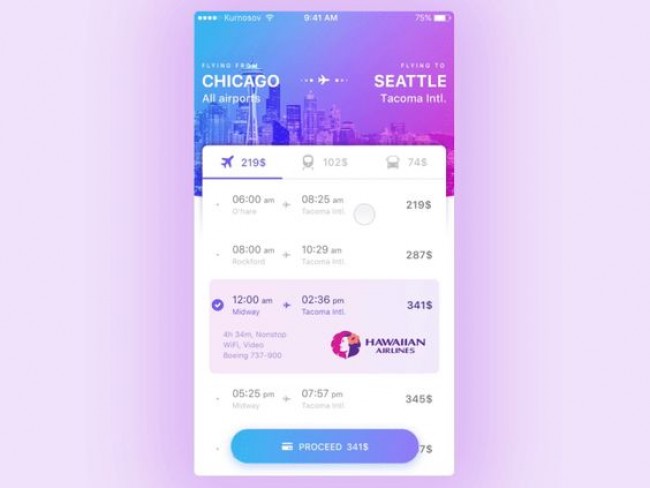 Kurnosov 9:41 AM 75%
FLYING FROM FLYING TO
CHICAGO SEATTLE
All airports Tacoma Intl.
219$ 102$ 74$
06:00 am 08:25 am 219$
O'hare Tacoma Intl.
08:00 am 10:29 am 287$
Rockford Tacoma Intl.
12:00 am 02:36 pm 341$
Midway Tacoma Intl.
4h 34m, Nonstop
WiFi, Video
Boeing 737-900
HAWAIIAN
AIRLINES
05:25 pm 07:57 pm 345$
Midway Tacoma Intl.
PROCEED 341$ 7$